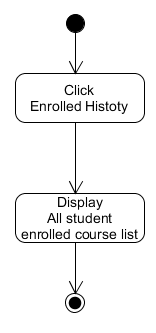 Click
Enrolled Histoty
Display
All student
enrolled course list